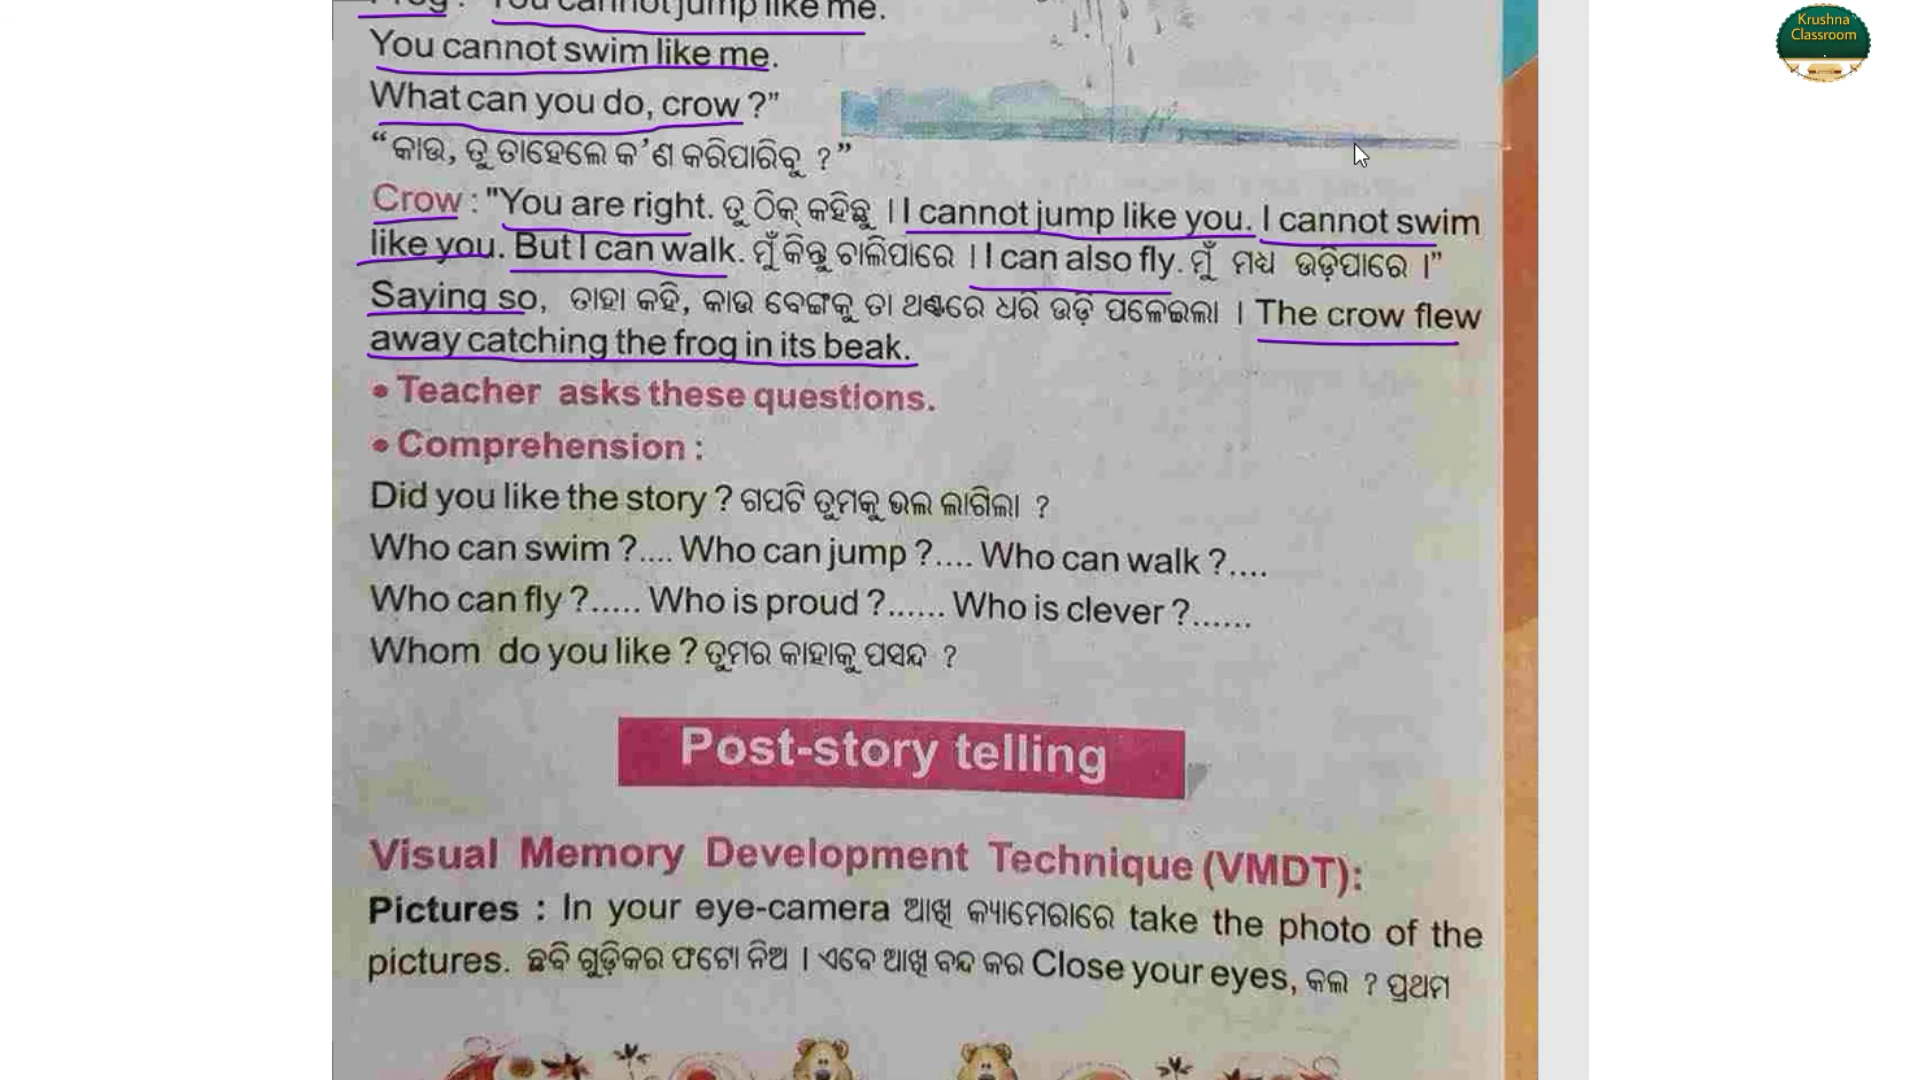 Frog : "You cannot jump like me.
You cannot swim like me.
What can you do, crow ?”
“କାଉ, ତୁ ତାହେଲେ କ’ଣ କରିପାରିବୁ ?”
Crow : "You are right. ତୁ ଠିକ୍ କହିଛୁ । I cannot jump like you. I cannot swim
like you. But I can walk. ମୁଁ କିନ୍ତୁ ଚାଲିପାରେ । I can also fly. ମୁଁ ମଧ୍ୟ ଉଡ଼ିପାରେ ।”
Saying so, ତାହା କହି, କାଉ ବେଙ୍ଗକୁ ତା ଥଣ୍ଟରେ ଧରି ଉଡ଼ି ପଳେଇଲା । The crow flew
away catching the frog in its beak.
• Teacher asks these questions.
• Comprehension :
Did you like the story ? ଗପଟି ତୁମକୁ ଭଲ ଲାଗିଲା ?
Who can swim ?.... Who can jump ?.... Who can walk ?....
Who can fly ?..... Who is proud ?...... Who is clever ?......
Whom do you like ? ତୁମର କାହାକୁ ପସନ୍ଦ ?
Post-story telling
Visual Memory Development Technique (VMDT):
Pictures : In your eye-camera ଆଖି କ୍ୟାମେରାରେ take the photo of the
pictures. ଛବି ଗୁଡ଼ିକର ଫଟୋ ନିଅ । ଏବେ ଆଖି ବନ୍ଦ କର Close your eyes, କଲ ? ପ୍ରଥମ
Krushna
Classroom